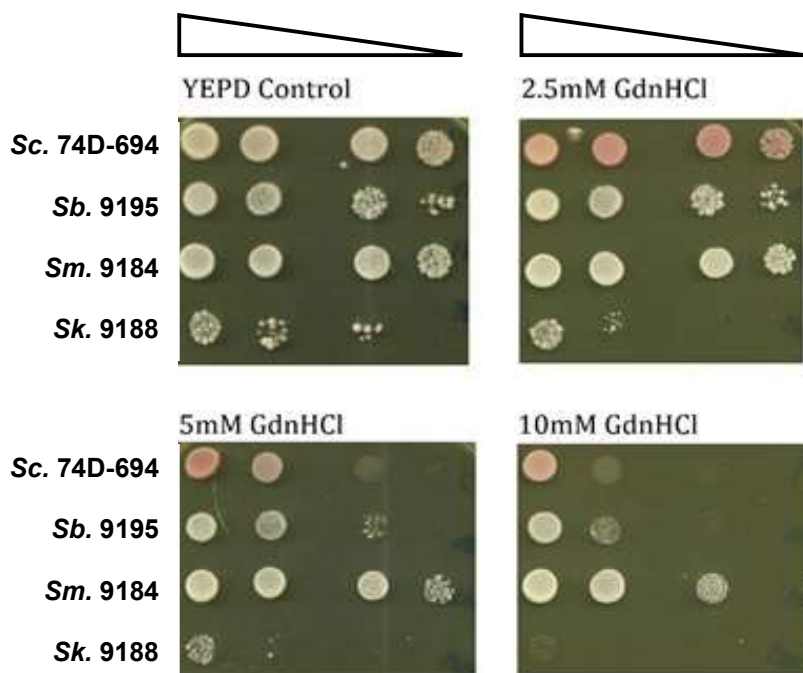 YEPD Control 2.5mM GdnHCl
Sc. 74D-694
Sb. 9195
Sm. 9184
Sk. 9188
5mM GdnHCl 10mM GdnHCl
Sc. 74D-694
Sb. 9195
Sm. 9184
Sk. 9188